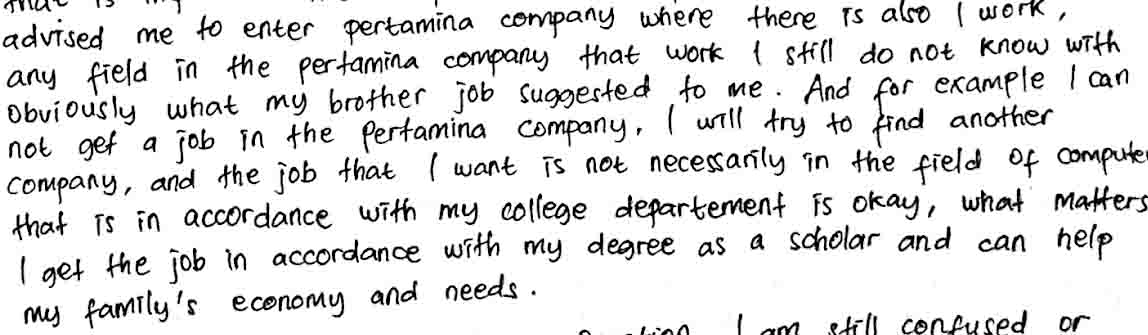 that is my
advised me to enter pertamina company where there is also I work,
any field in the pertamina company that work I still do not know with
obviously what my brother job suggested to me. And for example I can
not get a job in the Pertamina company, I will try to find another
company, and the job that I want is not necessarily in the field of compute
that is in accordance with my college departement is okay, what matters
I get the job in accordance with my degree as a scholar and can help
my family's economy and needs.
I am still confused or